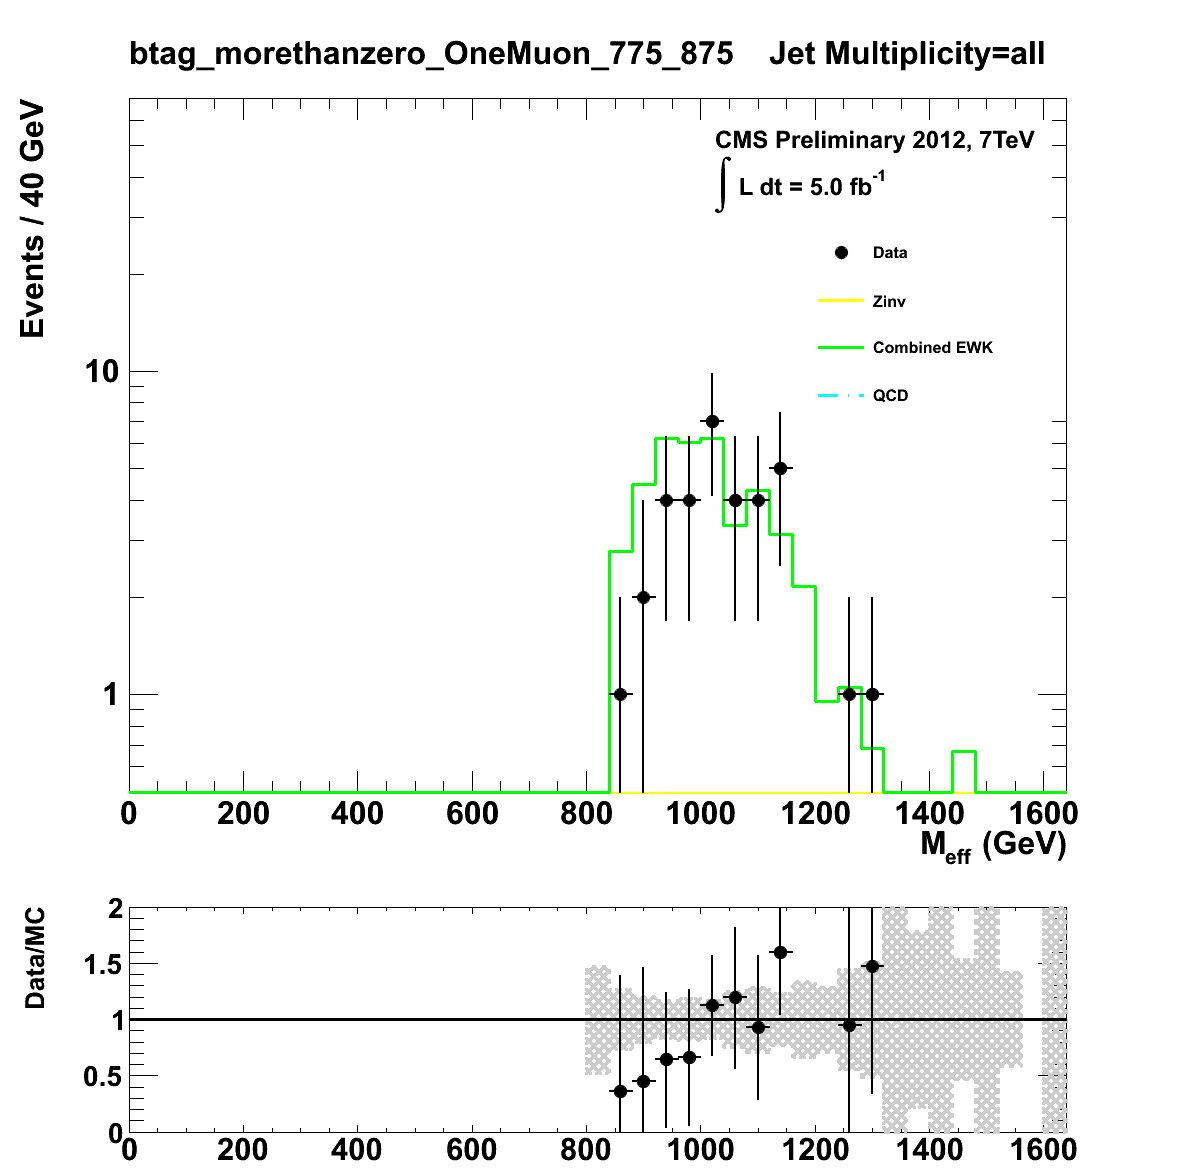 btag_morethanzero_OneMuon_775_875 Jet Multiplicity=all
Events / 40 GeV
CMS Preliminary 2012, 7TeV
∫ L dt = 5.0 fb⁻¹
Data
Zinv
Combined EWK
QCD
10
1
0 200 400 600 800 1000 1200 1400 1600
M_eff (GeV)
Data/MC
2
1.5
1
0.5
0
0 200 400 600 800 1000 1200 1400 1600